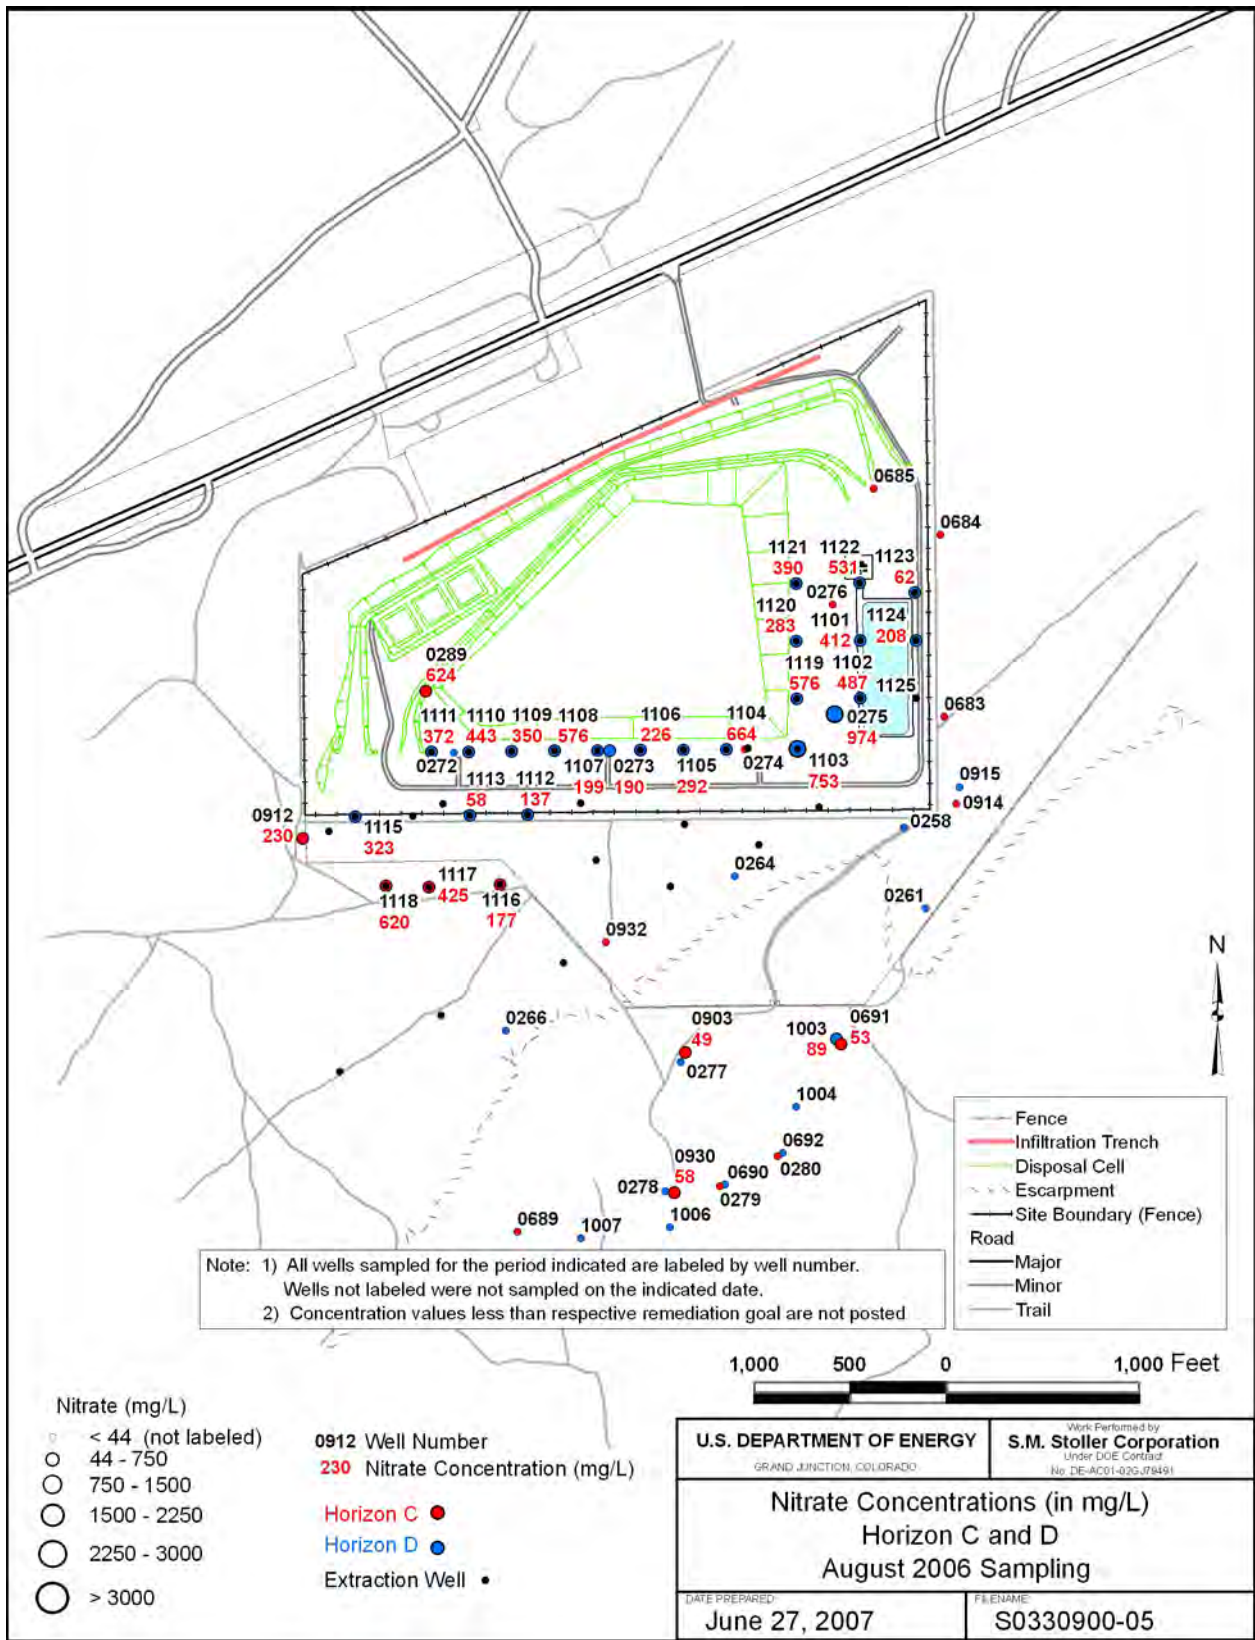 0685
0684
1121
1122
1123
390
531
62
0276
1120
1101
1124
283
412
208
0289
624
1119
1102
576
487
1125
0683
0275
974
1111
1110
1109
1108
1106
1104
372
443
350
576
226
664
0272
1107
0273
1105
0274
1103
199
190
292
753
1113
1112
58
137
0915
0914
0912
230
1115
323
0258
0264
1117
425
1118
620
1116
177
0261
0932
N
0266
0903
49
0277
1003
89
0691
53
1004
0692
0280
0930
58
0278
0690
0279
1006
0689
1007
Fence
Infiltration Trench
Disposal Cell
Escarpment
Site Boundary (Fence)
Road
Major
Minor
Trail
Note: 1) All wells sampled for the period indicated are labeled by well number.
Wells not labeled were not sampled on the indicated date.
2) Concentration values less than respective remediation goal are not posted
1,000 500 0 1,000 Feet
Nitrate (mg/L)
< 44 (not labeled)
44 - 750
750 - 1500
1500 - 2250
2250 - 3000
> 3000
0912 Well Number
230 Nitrate Concentration (mg/L)
Horizon C
Horizon D
Extraction Well
U.S. DEPARTMENT OF ENERGY
GRAND JUNCTION, COLORADO
Work Performed by
S.M. Stoller Corporation
Under DOE Contract
No. DE-AC01-02GJ79491
Nitrate Concentrations (in mg/L)
Horizon C and D
August 2006 Sampling
DATE PREPARED:
June 27, 2007
FILENAME:
S0330900-05